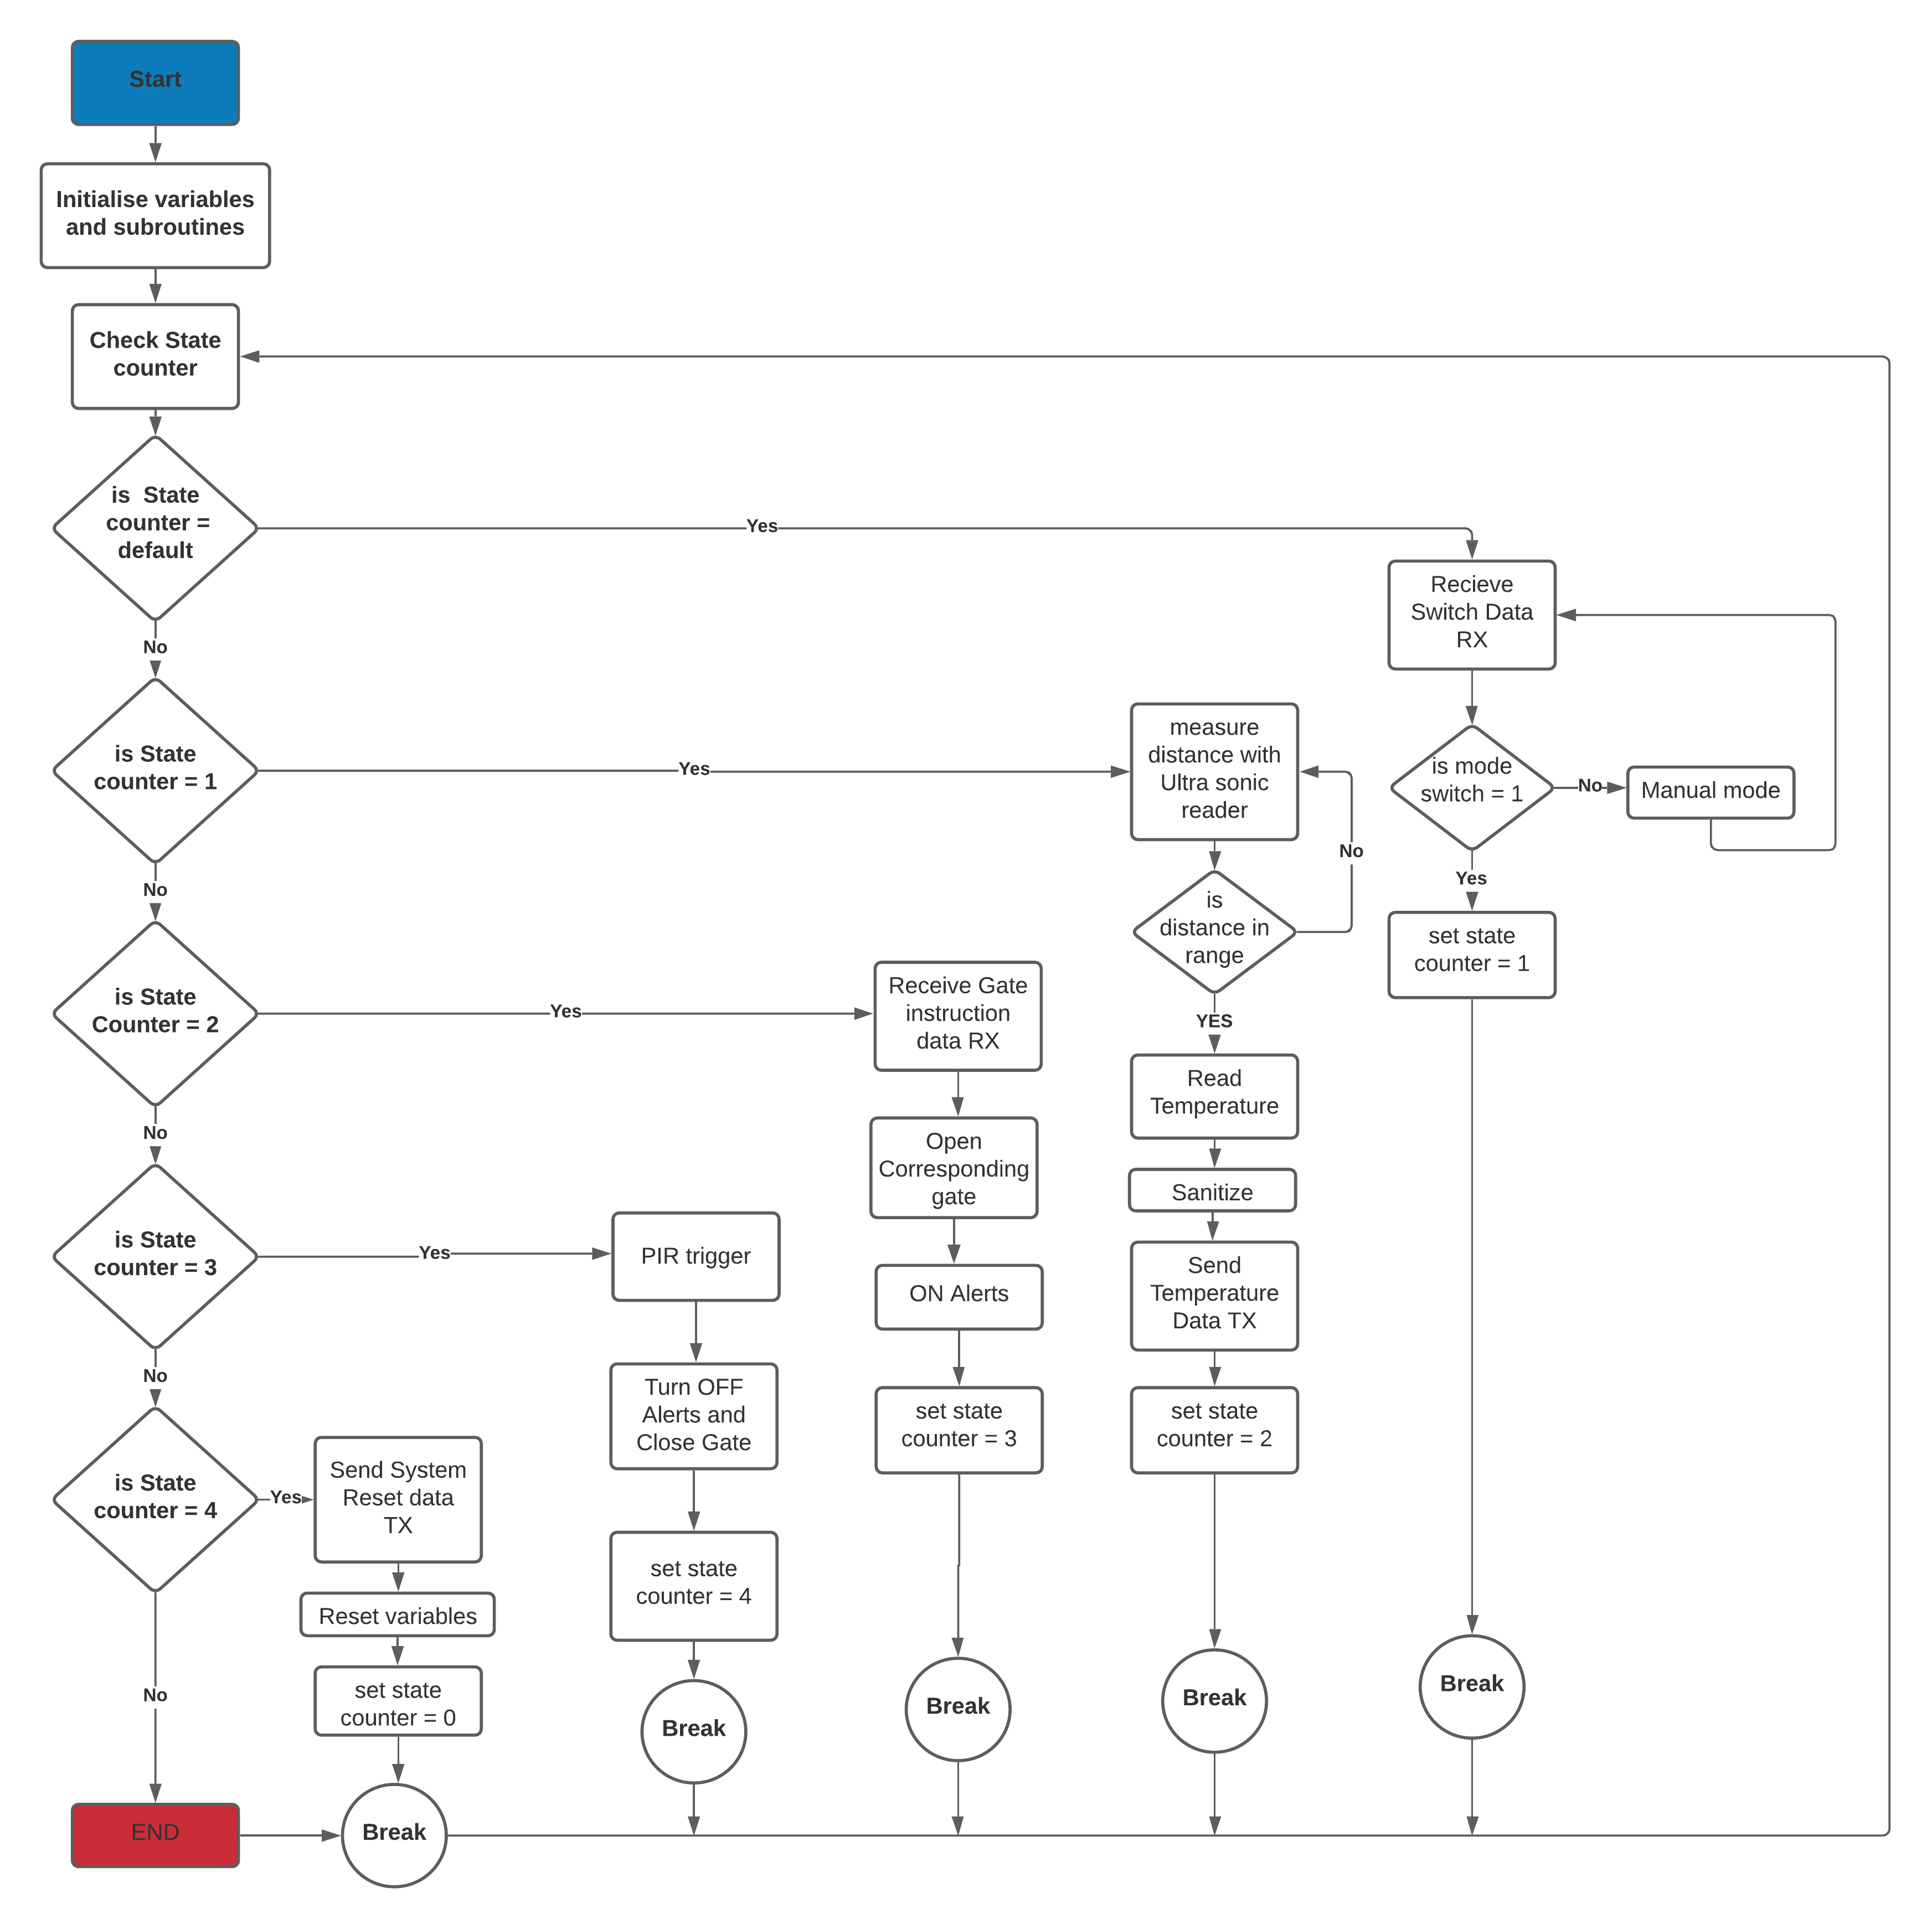 Start
Initialise variables
and subroutines
Check State
counter
is  State
counter =
default
Yes
No
Recieve
Switch Data
RX
is mode
switch = 1
No
Manual mode
Yes
set state
counter = 1
Break
is State
counter = 1
Yes
No
measure
distance with
Ultra sonic
reader
No
is
distance in
range
YES
Read
Temperature
Sanitize
Send
Temperature
Data TX
set state
counter = 2
Break
is State
Counter = 2
Yes
No
Receive Gate
instruction
data RX
Open
Corresponding
gate
ON Alerts
set state
counter = 3
Break
is State
counter = 3
Yes
No
PIR trigger
Turn OFF
Alerts and
Close Gate
set state
counter = 4
Break
is State
counter = 4
Yes
No
Send System
Reset data
TX
Reset variables
set state
counter = 0
Break
END